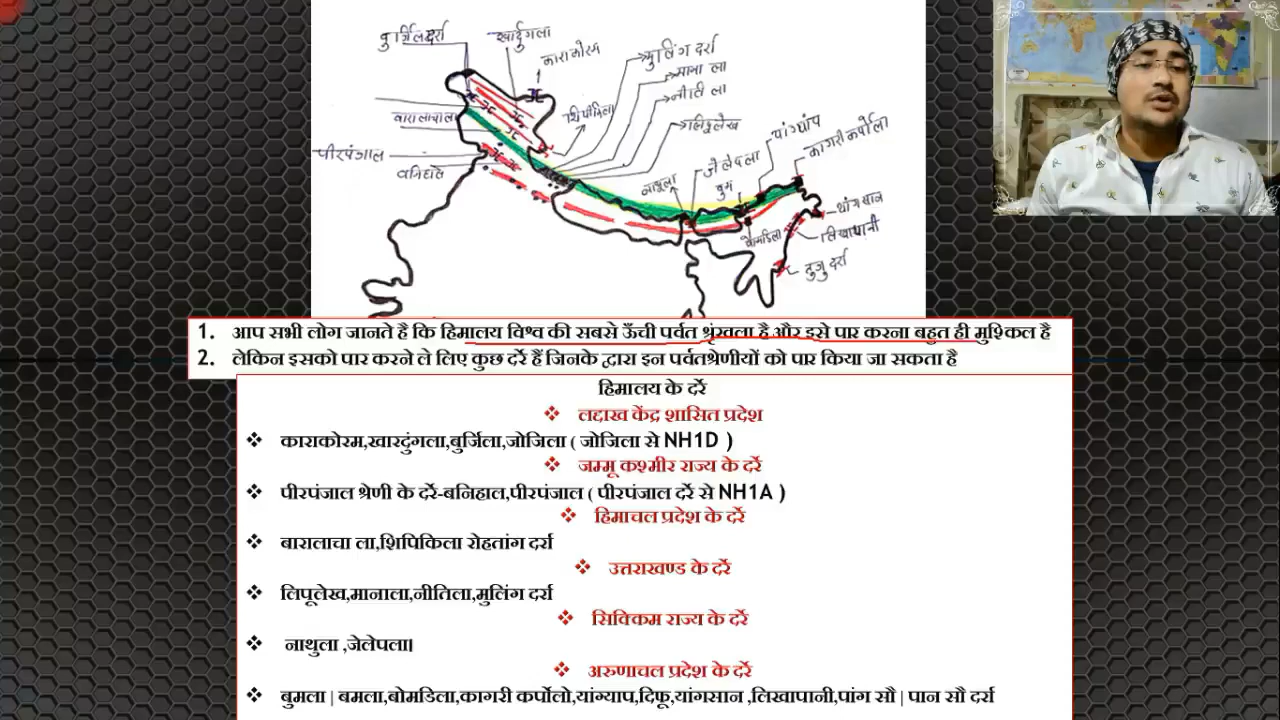 बुर्जिल दर्रा
खार्दुगला
काराकोरम
मुलिंग दर्रा
माना ला
नीति ला
लिपुलेख
शिपकिला
बारालाचाला
पीरपंजाल
बनिहाल
नाथुला
जेलेपला
बुम
यांग्याप
कागरी कर्पोला
बोमडिला
यांग सान
लिखापानी
तुजु दर्रा
1. आप सभी लोग जानते है कि हिमालय विश्व की सबसे ऊँची पर्वत श्रृंखला है और इसे पार करना बहुत ही मुश्किल है
2. लेकिन इसको पार करने ले लिए कुछ दर्रे हैं जिनके द्वारा इन पर्वतश्रेणीयों को पार किया जा सकता है
हिमालय के दर्रे
❖ लद्दाख केंद्र शासित प्रदेश
❖ काराकोरम,खारदुंगला,बुर्जिला,जोजिला ( जोजिला से NH1D )
❖ जम्मू कश्मीर राज्य के दर्रे
❖ पीरपंजाल श्रेणी के दर्रे-बनिहाल,पीरपंजाल ( पीरपंजाल दर्रे से NH1A )
❖ हिमाचल प्रदेश के दर्रे
❖ बारालाचा ला,शिपिकिला रोहतांग दर्रा
❖ उत्तराखण्ड के दर्रे
❖ लिपूलेख,मानाला,नीतिला,मुलिंग दर्रा
❖ सिक्किम राज्य के दर्रे
❖ नाथुला ,जेलेपला।
❖ अरुणाचल प्रदेश के दर्रे
❖ बुमला | बमला,बोमडिला,कागरी कर्पोलो,यांग्याप,दिफू,यांगसान ,लिखापानी,पांग सौ | पान सौ दर्रा